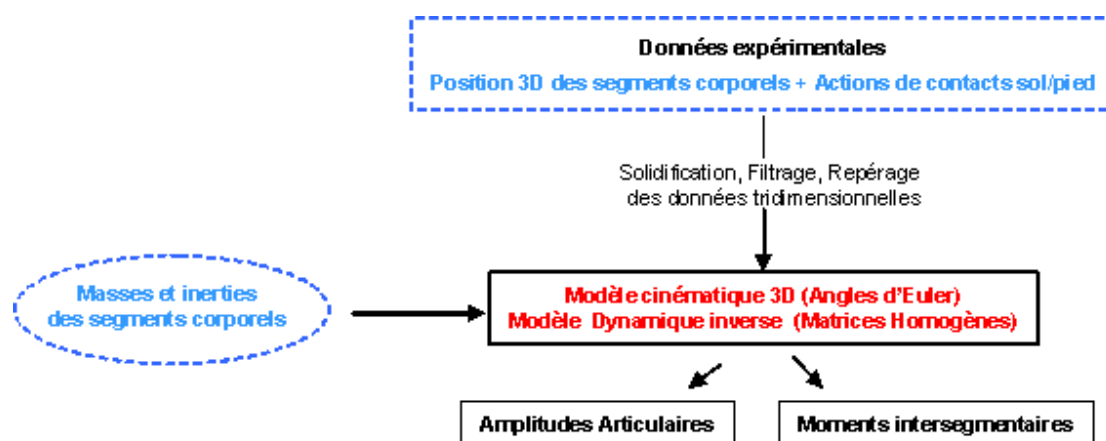 Données expérimentales
Position 3D des segments corporels + Actions de contacts sol/pied
Solidification, Filtrage, Repérage
des données tridimensionnelles
Masses et inerties
des segments corporels
Modèle cinématique 3D (Angles d'Euler)
Modèle Dynamique inverse (Matrices Homogènes)
Amplitudes Articulaires
Moments intersegmentaires